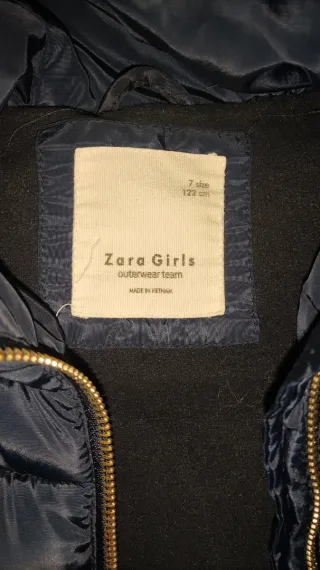 7 size
122 cm
Zara Girls
outerwear team
MADE IN VIETNAM